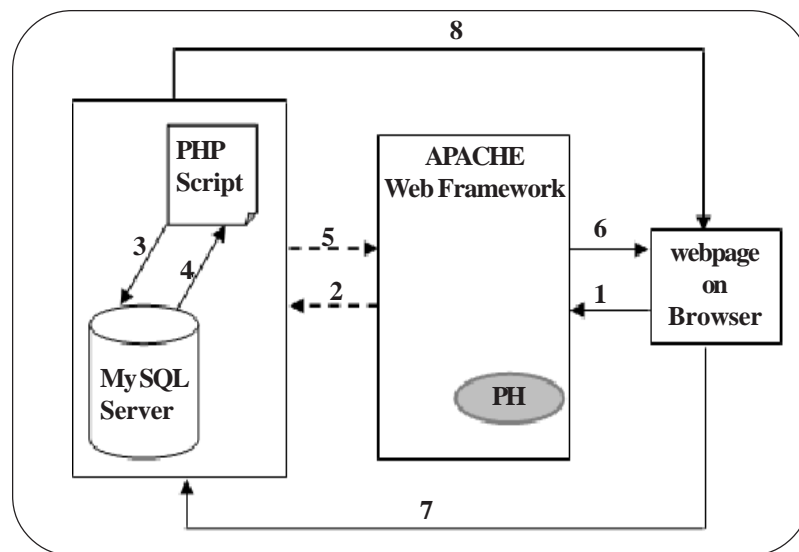 8
PHP
Script
APACHE
Web Framework
3
4
5
6
2
1
webpage
on
Browser
My SQL
Server
PH
7